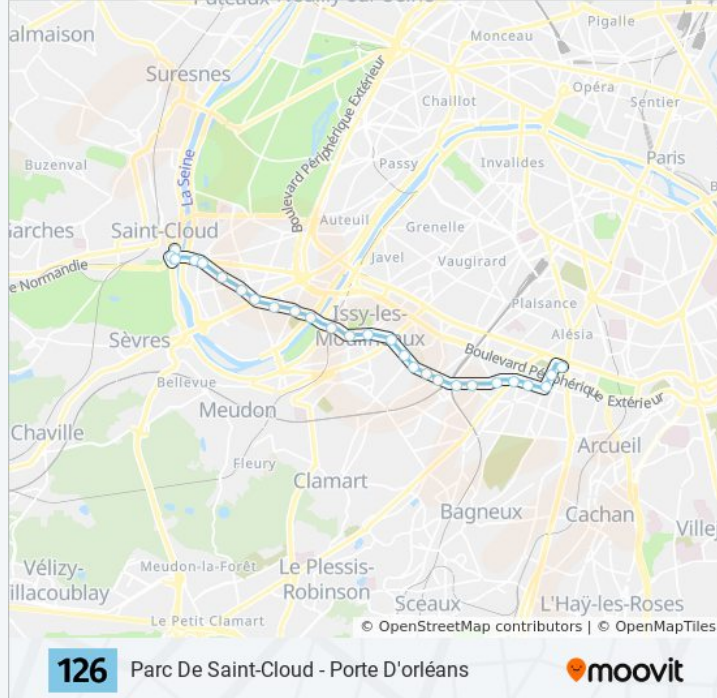 Pigalle
almaison
Monceau
Suresnes
Opéra
Chaillot
Sentier
Boulevard Périphérique Extérieur
La Seine
Buzenval
Passy
Invalides
Paris
Auteuil
Grenelle
Garches
Saint-Cloud
Javel
Vaugirard
e Normandie
Plaisance
Issy-les-
Moulineaux
Alésia
Sèvres
Boulevard Périphérique Extérieur
Bellevue
Meudon
Chaville
Arcueil
Fleury
Clamart
Bagneux
Cachan
Villej
Vélizy-
illacoublay
Meudon-la-Forêt
Le Plessis-
Robinson
Sceaux
L'Haÿ-les-Roses
Le Petit Clamart
© OpenStreetMap contributors | © OpenMapTiles
126 Parc De Saint-Cloud - Porte D'orléans moovit